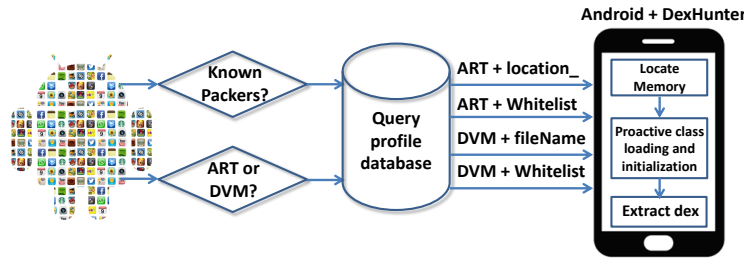 Android + DexHunter
Known
Packers?
ART or
DVM?
Query
profile
database
ART + location_
ART + Whitelist
DVM + fileName
DVM + Whitelist
Locate
Memory
Proactive class
loading and
initialization
Extract dex